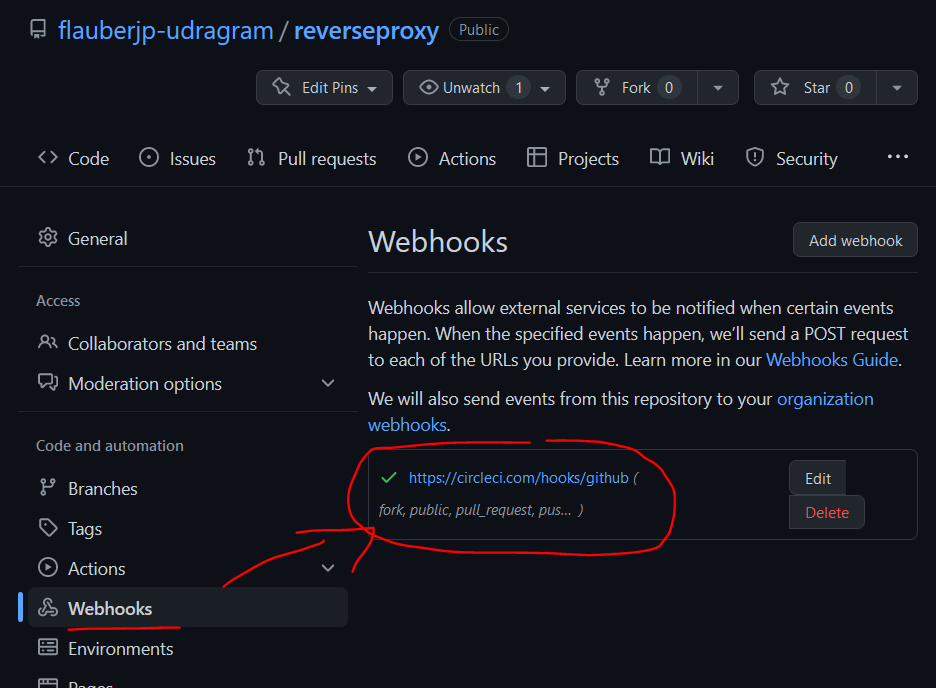 flauberjp-udragram / reverseproxy Public
Edit Pins Unwatch 1 Fork 0 Star 0
Code Issues Pull requests Actions Projects Wiki Security ...
General
Access
Collaborators and teams
Moderation options
Code and automation
Branches
Tags
Actions
Webhooks
Environments
Pages
Webhooks Add webhook
Webhooks allow external services to be notified when certain events
happen. When the specified events happen, we’ll send a POST request
to each of the URLs you provide. Learn more in our Webhooks Guide.
We will also send events from this repository to your organization
webhooks.
https://circleci.com/hooks/github (
fork, public, pull_request, pus... )
Edit
Delete